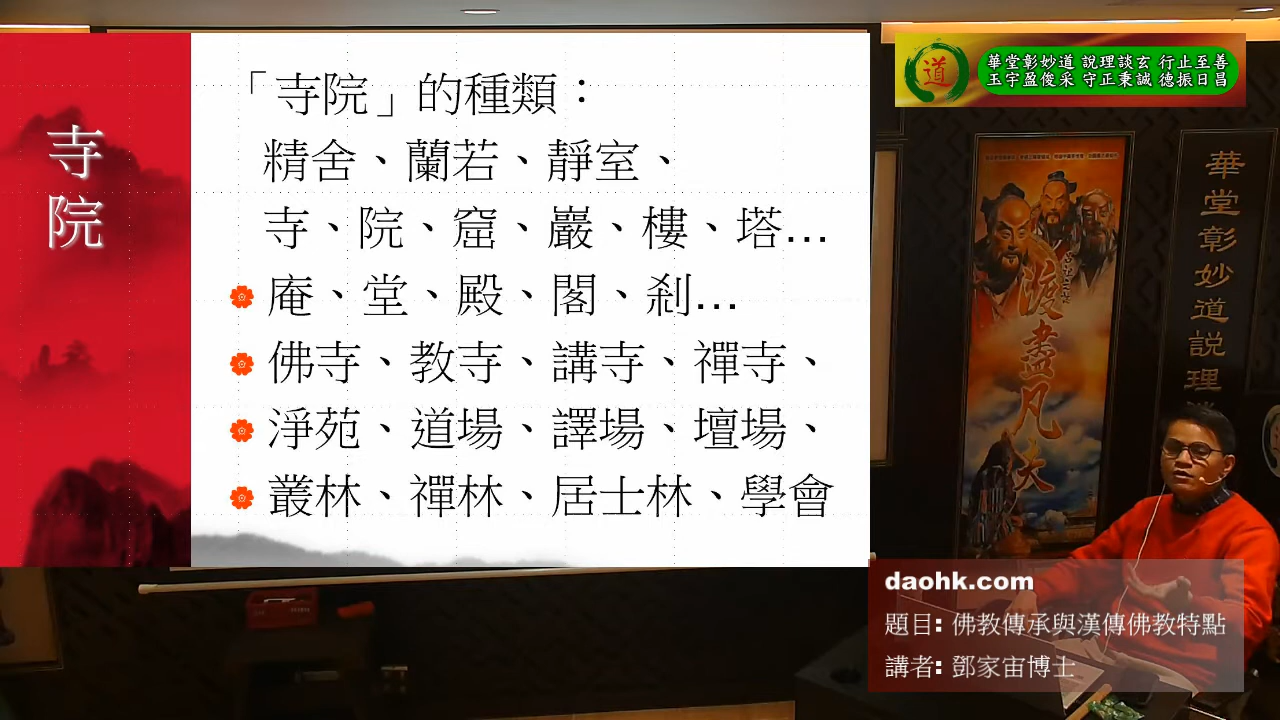 寺院
「寺院」的種類：
精舍、蘭若、靜室、
寺、院、窟、巖、樓、塔…
庵、堂、殿、閣、剎…
佛寺、教寺、講寺、禪寺、
淨苑、道場、譯場、壇場、
叢林、禪林、居士林、學會
道
華堂彰妙道 說理談玄 行止至善
玉宇盈俊采 守正秉誠 德振日昌
渡盡凡夫
華堂彰妙道説理
daohk.com
題目: 佛教傳承與漢傳佛教特點
講者: 鄧家宙博士